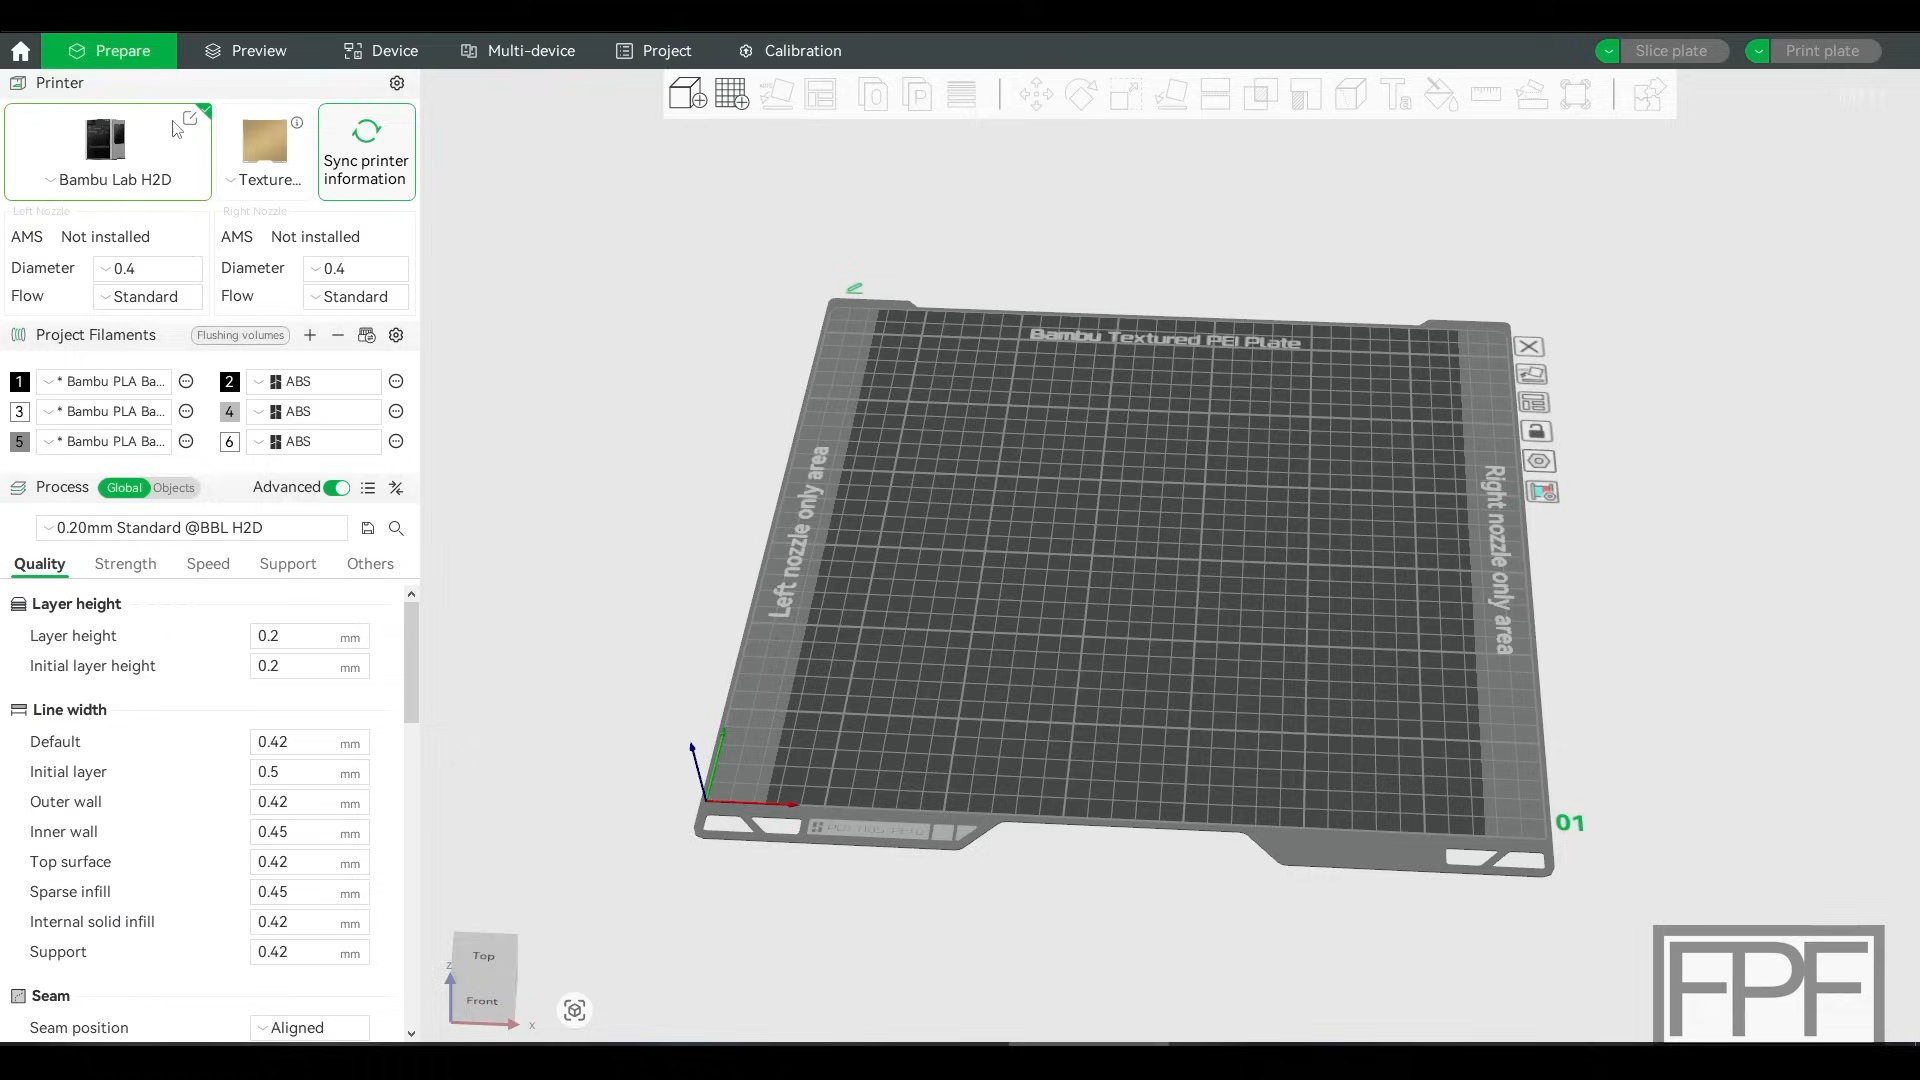 Prepare
Preview
Device
Multi-device
Project
Calibration
Slice plate
Print plate
Printer
Bambu Lab H2D
Texture...
Sync printer
information
Left Nozzle
Right Nozzle
AMS Not installed
AMS Not installed
Diameter 0.4
Diameter 0.4
Flow Standard
Flow Standard
Project Filaments
Flushing volumes
1 * Bambu PLA Ba...
2 ABS
3 * Bambu PLA Ba...
4 ABS
5 * Bambu PLA Ba...
6 ABS
Process Global Objects Advanced
0.20mm Standard @BBL H2D
Quality Strength Speed Support Others
Layer height
Layer height 0.2 mm
Initial layer height 0.2 mm
Line width
Default 0.42 mm
Initial layer 0.5 mm
Outer wall 0.42 mm
Inner wall 0.45 mm
Top surface 0.42 mm
Sparse infill 0.45 mm
Internal solid infill 0.42 mm
Support 0.42 mm
Seam
Seam position Aligned
Bambu Textured PEI Plate
Left nozzle only area
Right nozzle only area
01
Top
Front
z
x
FPF